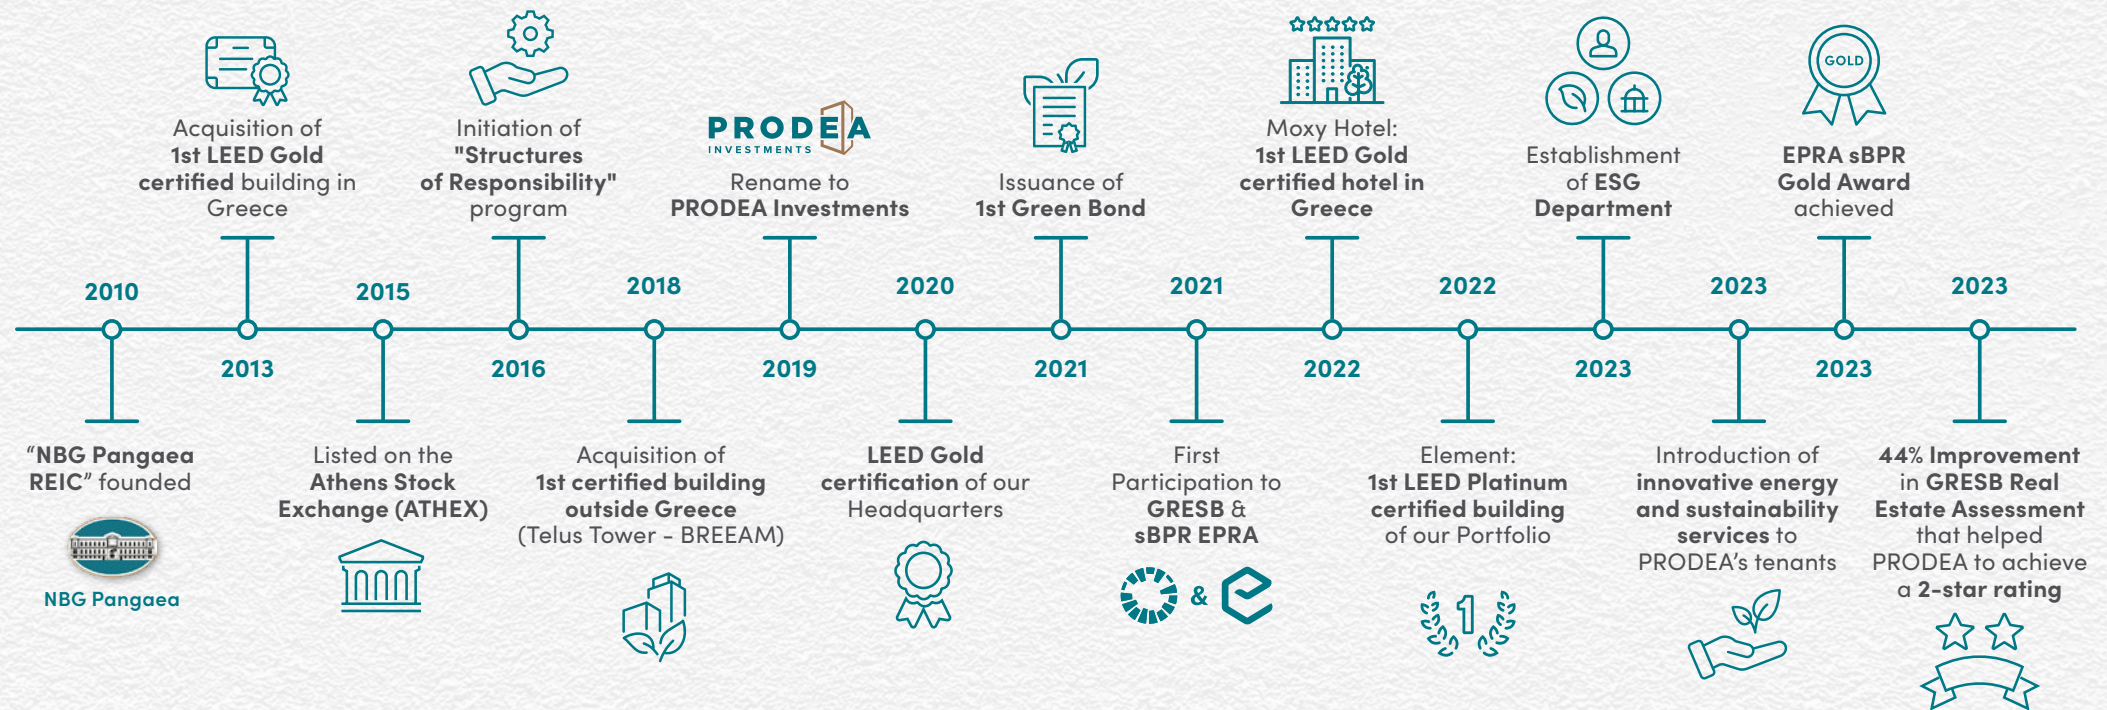 Acquisition of
1st LEED Gold
certified building in
Greece
Initiation of
"Structures
of Responsibility"
program
PRODEA
INVESTMENTS
Rename to
PRODEA Investments
Issuance of
1st Green Bond
Moxy Hotel:
1st LEED Gold
certified hotel in
Greece
Establishment
of ESG
Department
GOLD
EPRA sBPR
Gold Award
achieved
2010
2013
2015
2016
2018
2019
2020
2021
2021
2022
2022
2023
2023
2023
2023
“NBG Pangaea
REIC” founded
NBG Pangaea
Listed on the
Athens Stock
Exchange (ATHEX)
Acquisition of
1st certified building
outside Greece
(Telus Tower - BREEAM)
LEED Gold
certification of our
Headquarters
First
Participation to
GRESB &
sBPR EPRA
&
Element:
1st LEED Platinum
certified building
of our Portfolio
1
Introduction of
innovative energy
and sustainability
services to
PRODEA’s tenants
44% Improvement
in GRESB Real
Estate Assessment
that helped
PRODEA to achieve
a 2-star rating